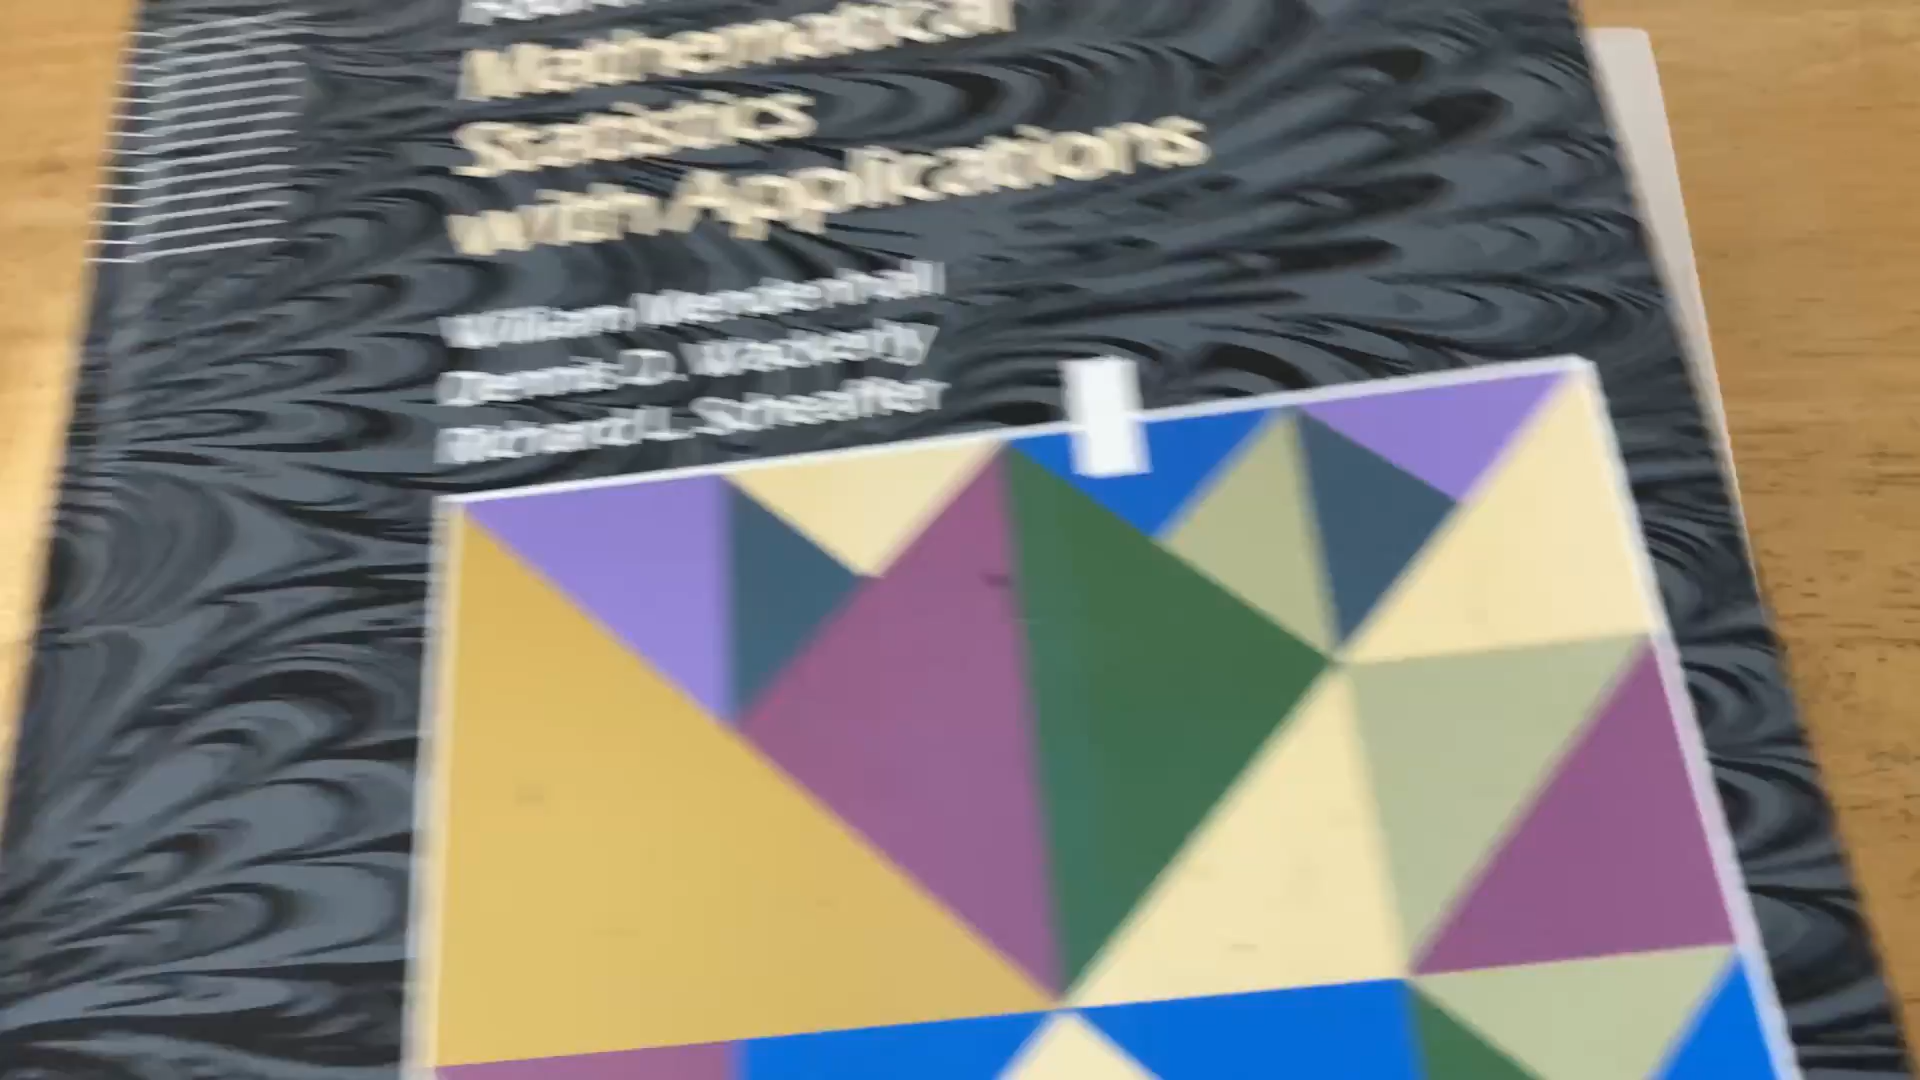 Mathematical
Statistics
with Applications
William Mendenhall
Dennis D. Wackerly
Richard L. Scheaffer